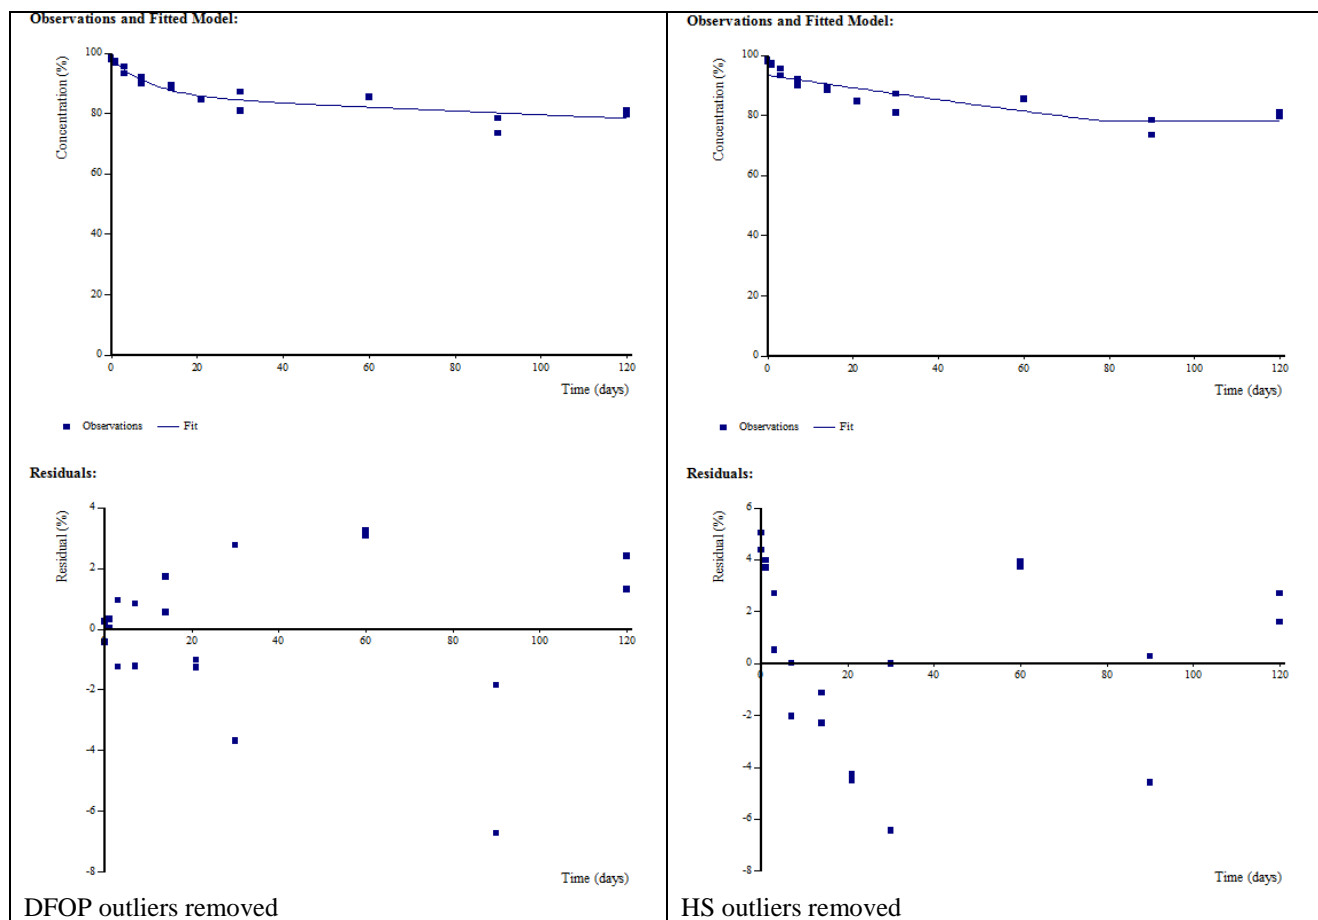 Observations and Fitted Model:
Concentration (%)
100
80
60
40
20
0
0 20 40 60 80 100 120
Time (days)
Observations Fit
Residuals:
Residual (%)
4
2
0
-2
-4
-6
-8
20 40 60 80 100 120
Time (days)
DFOP outliers removed
Observations and Fitted Model:
Concentration (%)
100
80
60
40
20
0
0 20 40 60 80 100 120
Time (days)
Observations Fit
Residuals:
Residual (%)
6
4
2
0
-2
-4
-6
-8
0 20 40 60 80 100 120
Time (days)
HS outliers removed